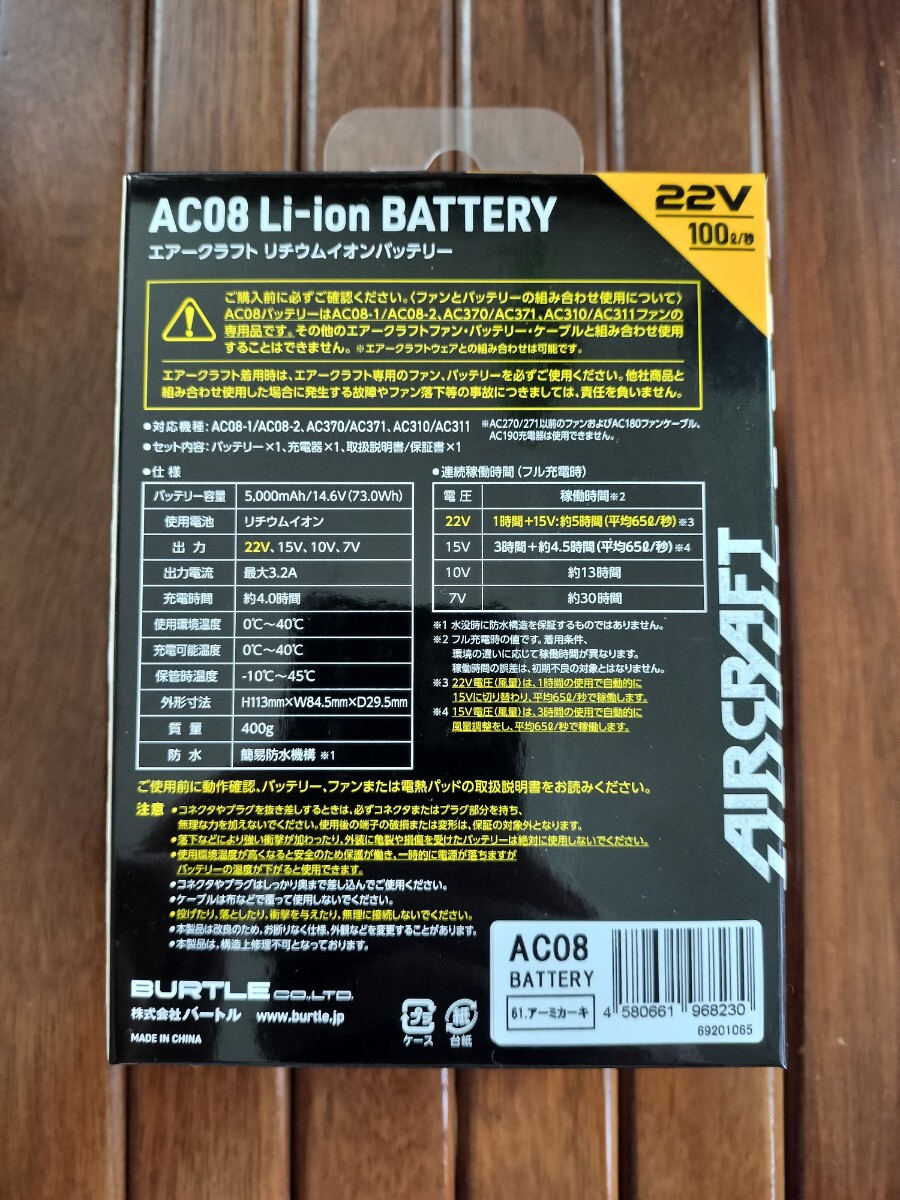 AC08 Li-ion BATTERY
エアークラフト リチウムイオンバッテリー
22V
100ℓ/秒
ご購入前に必ずご確認ください。〈ファンとバッテリーの組み合わせ使用について〉
AC08バッテリーはAC08-1/AC08-2、AC370/AC371、AC310/AC311ファンの
専用品です。その他のエアークラフトファン・バッテリー・ケーブルと組み合わせ使用
することはできません。※エアークラフトウェアとの組み合わせは可能です。
エアークラフト着用時は、エアークラフト専用のファン、バッテリーを必ずご使用ください。他社商品と
組み合わせ使用した場合に発生する故障やファン落下等の事故につきましては、責任を負いません。
●対応機種：AC08-1/AC08-2、AC370/AC371、AC310/AC311
※AC270/271以前のファンおよびAC180ファンケーブル、
AC190充電器は使用できません。
●セット内容：バッテリー×1、充電器×1、取扱説明書/保証書×1
●仕様
バッテリー容量 5,000mAh/14.6V(73.0Wh)
使用電池 リチウムイオン
出力 22V、15V、10V、7V
出力電流 最大3.2A
充電時間 約4.0時間
使用環境温度 0℃～40℃
充電可能温度 0℃～40℃
保管時温度 -10℃～45℃
外形寸法 H113mm×W84.5mm×D29.5mm
質量 400g
防水 簡易防水機構 ※1
●連続稼働時間（フル充電時）
電圧 稼働時間※2
22V 1時間＋15V：約5時間(平均65ℓ/秒)※3
15V 3時間＋約4.5時間(平均65ℓ/秒)※4
10V 約13時間
7V 約30時間
※1 水没時に防水構造を保証するものではありません。
※2 フル充電時の値です。着用条件、
環境の違いに応じて稼働時間が異なります。
稼働時間の誤差は、初期不良の対象とはなりません。
※3 22V電圧(風量)は、1時間の使用で自動的に
15Vに切り替わり、平均65ℓ/秒で稼働します。
※4 15V電圧(風量)は、3時間の使用で自動的に
風量調整をし、平均65ℓ/秒で稼働します。
AIRCRAFT
ご使用前に動作確認、バッテリー、ファンまたは電熱パッドの取扱説明書をお読みください。
注意 ●コネクタやプラグを抜き差しするときは、必ずコネクタまたはプラグ部分を持ち、
無理な力を加えないでください。使用後の端子の破損または変形は、保証の対象外となります。
●落下などにより強い衝撃が加わったり、外装に亀裂や損傷を受けたバッテリーは絶対に使用しないでください。
●使用環境温度が高くなると安全のため保護が働き、一時的に電源が落ちますが
バッテリーの温度が下がると使用できます。
●コネクタやプラグはしっかり奥まで差し込んでご使用ください。
●ケーブルは布などで覆って使用しないでください。
●投げたり、落としたり、衝撃を与えたり、無理に接続しないでください。
●本製品は改良のため、お断りなく仕様、外観などを変更することがあります。
●本製品は、構造上修理不可となっております。
BURTLE CO.,LTD.
株式会社バートル www.burtle.jp
MADE IN CHINA
プラ
ケース
紙
台紙
AC08
BATTERY
61.アーミカーキ
4 580661 968230
69201065